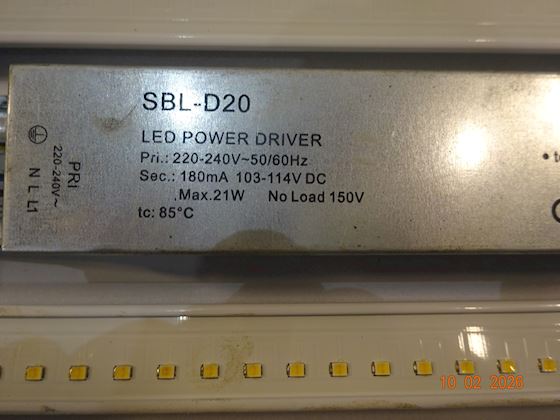 SBL-D20
LED POWER DRIVER
Pri.: 220-240V~50/60Hz
Sec.: 180mA 103-114V DC
.Max.21W No Load 150V
tc: 85°C
PRI
220-240V~
N L L1
10 02 2026